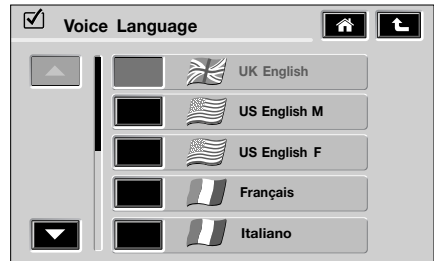 Voice Language
UK English
US English M
US English F
Français
Italiano